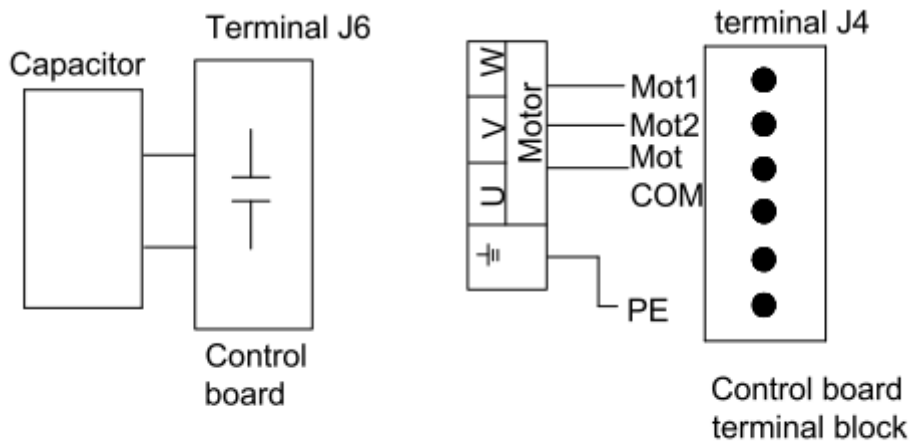 Terminal J6
Capacitor
Control
board
terminal J4
W
V
U
Motor
Mot1
Mot2
Mot
COM
PE
Control board
terminal block